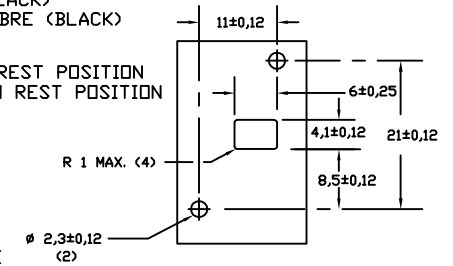 BRE (BLACK)
11±0,12
REST POSITION
REST POSITION
6±0,25
4,1±0,12
21±0,12
R 1 MAX. (4)
8,5±0,12
ø 2,3±0,12
(2)